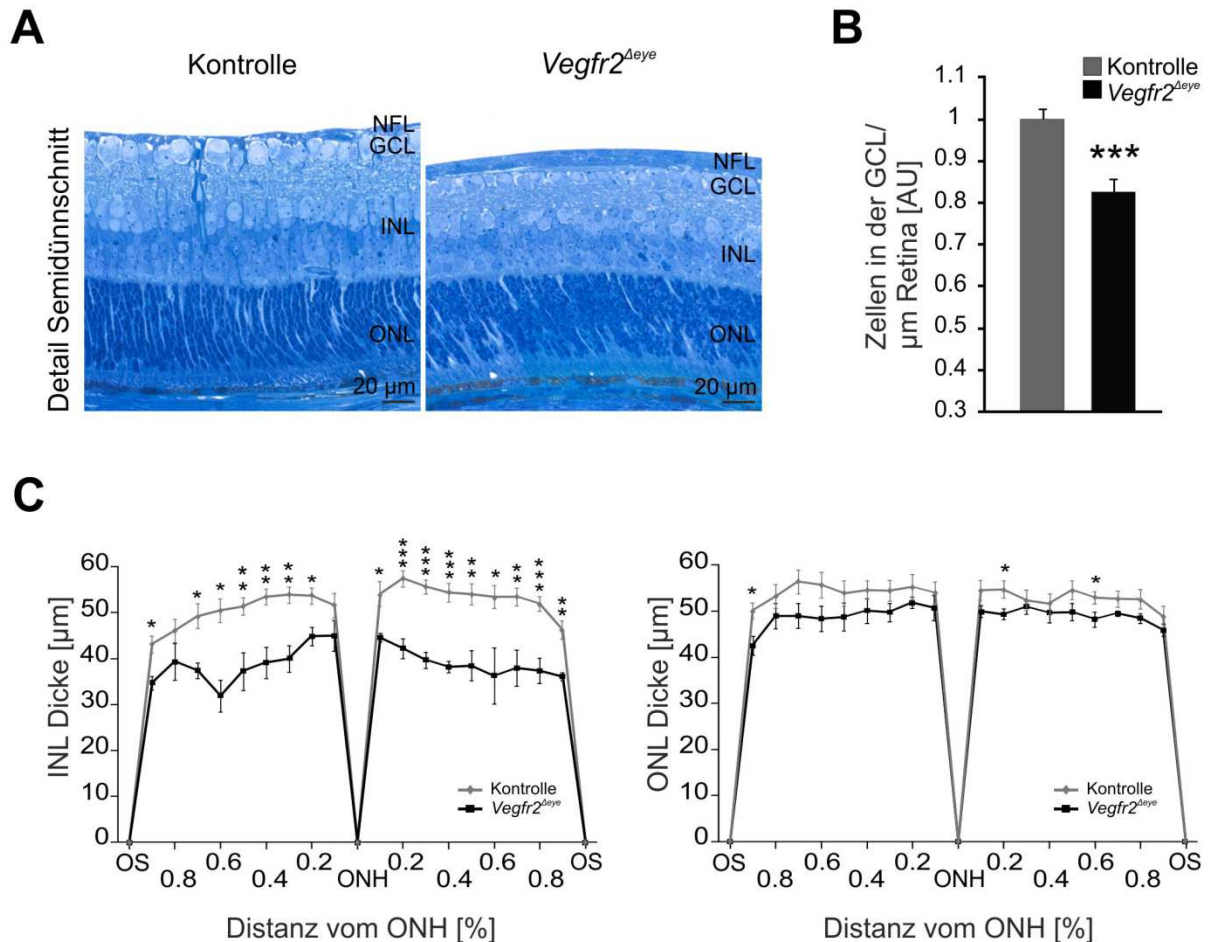 A
Kontrolle
Vegfr2Δeye
Detail Semidünnschnitt
NFL
GCL
INL
ONL
20 µm
NFL
GCL
INL
ONL
20 µm
B
Kontrolle
Vegfr2Δeye
Zellen in der GCL/
µm Retina [AU]
1.1
1
0.9
0.8
0.7
0.6
0.5
0.4
0.3
***
C
INL Dicke [µm]
60
50
40
30
20
10
0
* * * ** ** ** * * *** *** *** ** * ** *** **
Kontrolle
Vegfr2Δeye
OS 0.8 0.6 0.4 0.2 ONH 0.2 0.4 0.6 0.8 OS
Distanz vom ONH [%]
ONL Dicke [µm]
60
50
40
30
20
10
0
* * *
Kontrolle
Vegfr2Δeye
OS 0.8 0.6 0.4 0.2 ONH 0.2 0.4 0.6 0.8 OS
Distanz vom ONH [%]